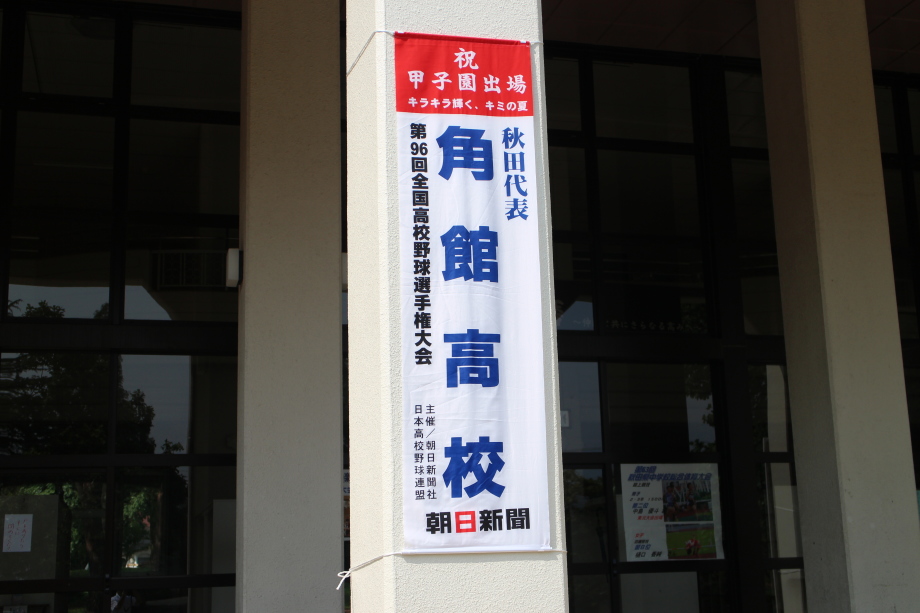 祝
甲子園出場
キラキラ輝く、キミの夏
秋田代表
角館高校
第96回全国高校野球選手権大会
主催/朝日新聞社
日本高校野球連盟
朝日新聞